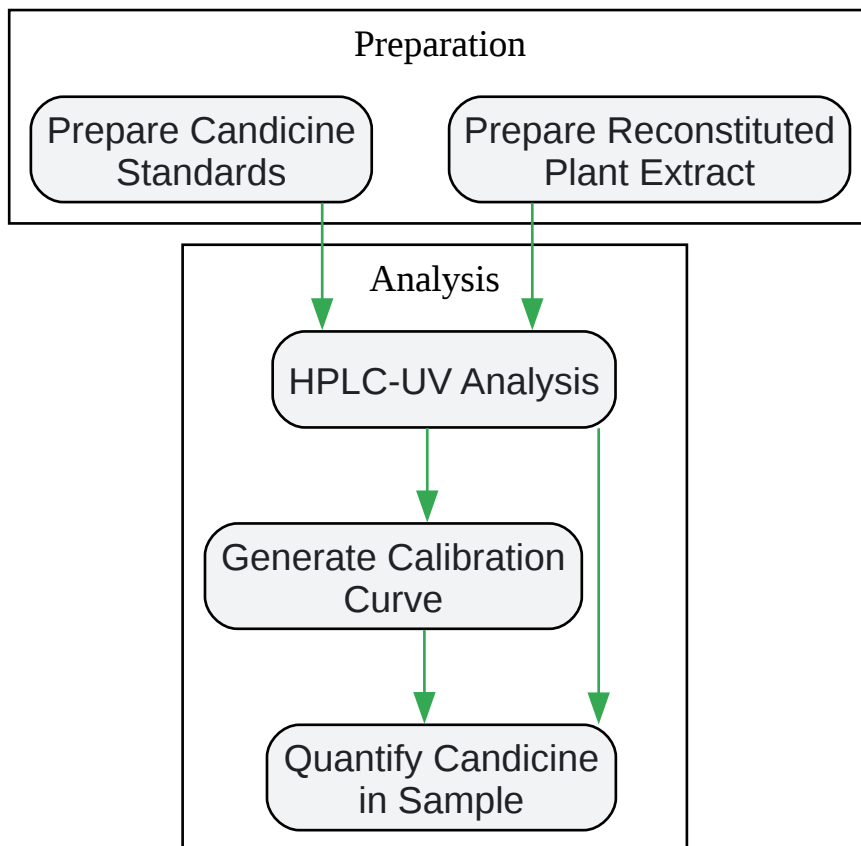 Preparation
Prepare Candicine
Standards
Prepare Reconstituted
Plant Extract
Analysis
HPLC-UV Analysis
Generate Calibration
Curve
Quantify Candicine
in Sample